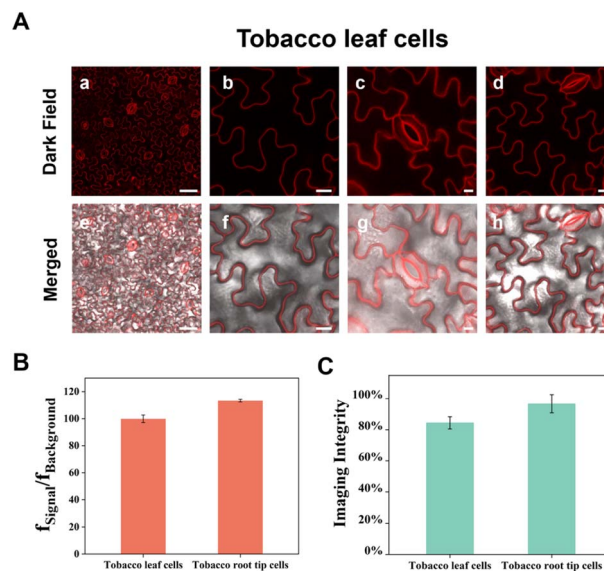 A
Tobacco leaf cells
Dark Field
a
b
c
d
Merged
e
f
g
h
B
f_Signal/f_Background
120
100
80
60
40
20
0
Tobacco leaf cells
Tobacco root tip cells
C
Imaging Integrity
100%
80%
60%
40%
20%
0%
Tobacco leaf cells
Tobacco root tip cells